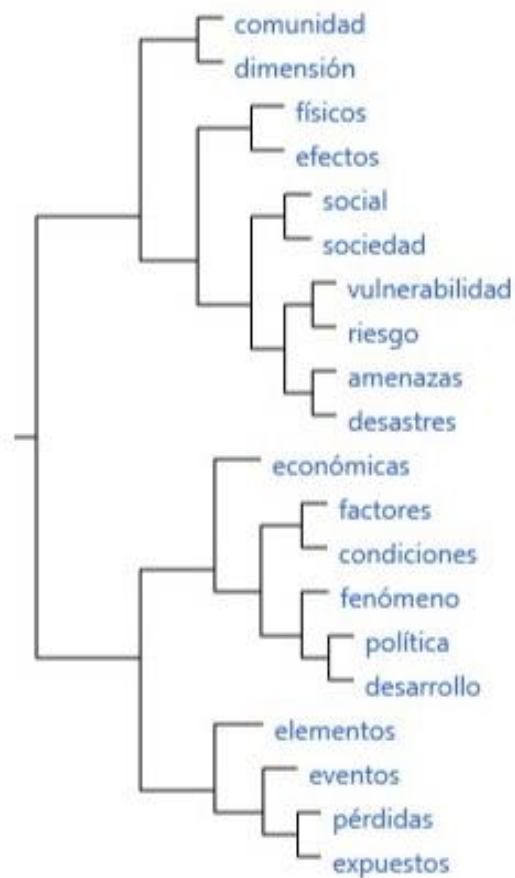 comunidad
dimensión
físicos
efectos
social
sociedad
vulnerabilidad
riesgo
amenazas
desastres
económicas
factores
condiciones
fenómeno
política
desarrollo
elementos
eventos
pérdidas
expuestos